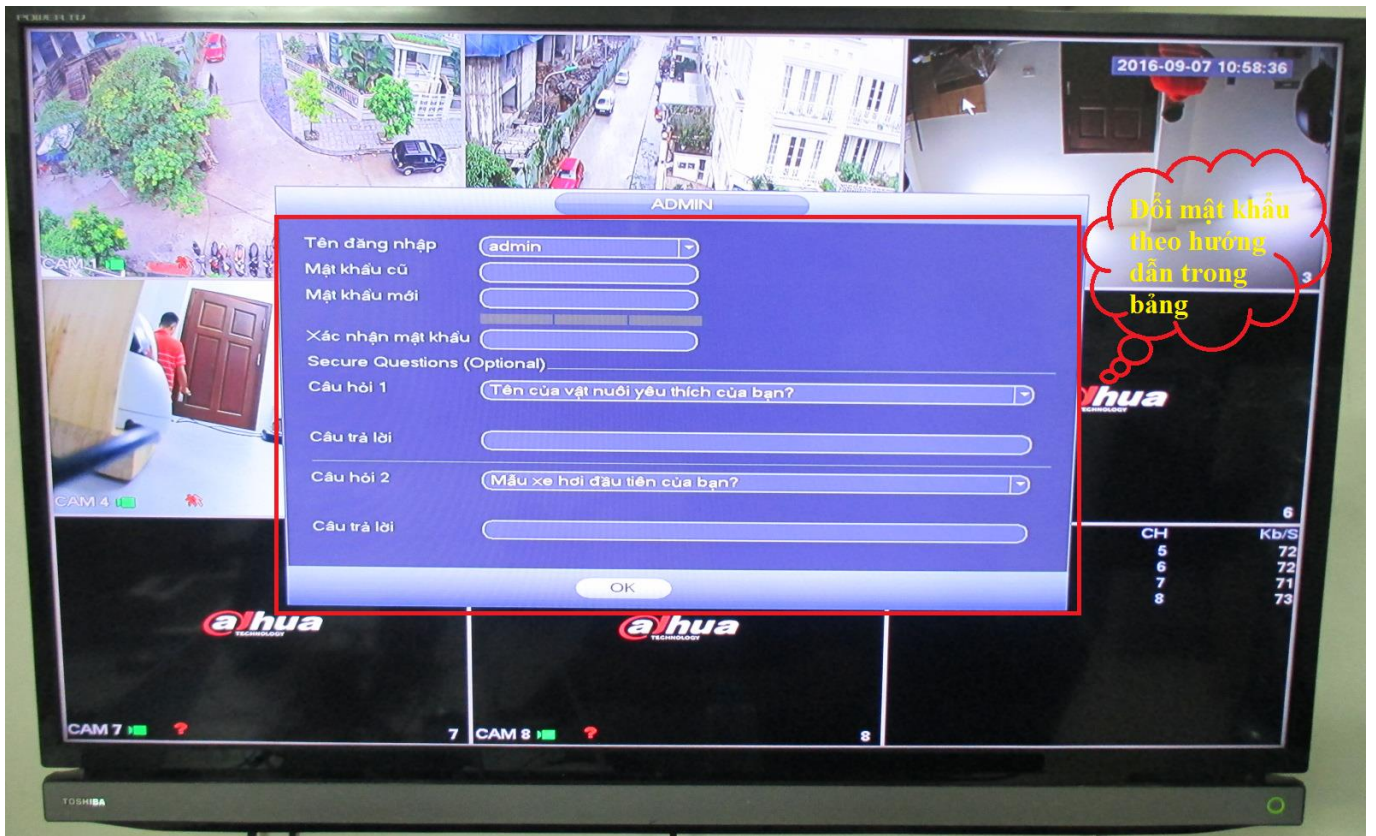 2016-09-07 10:58:36
ADMIN
Tên đăng nhập admin
Mật khẩu cũ
Mật khẩu mới
Xác nhận mật khẩu
Secure Questions (Optional)
Câu hỏi 1 Tên của vật nuôi yêu thích của bạn?
Câu trả lời
Câu hỏi 2 Mẫu xe hơi đầu tiên của bạn?
Câu trả lời
OK
Đổi mật khẩu
theo hướng
dẫn trong
bảng
CAM 1
3
hua
TECHNOLOGY
CAM 4
6
CH Kb/S
5 72
6 72
7 71
8 73
alhua
TECHNOLOGY
alhua
TECHNOLOGY
CAM 7 ? 7
CAM 8 ? 8
TOSHIBA